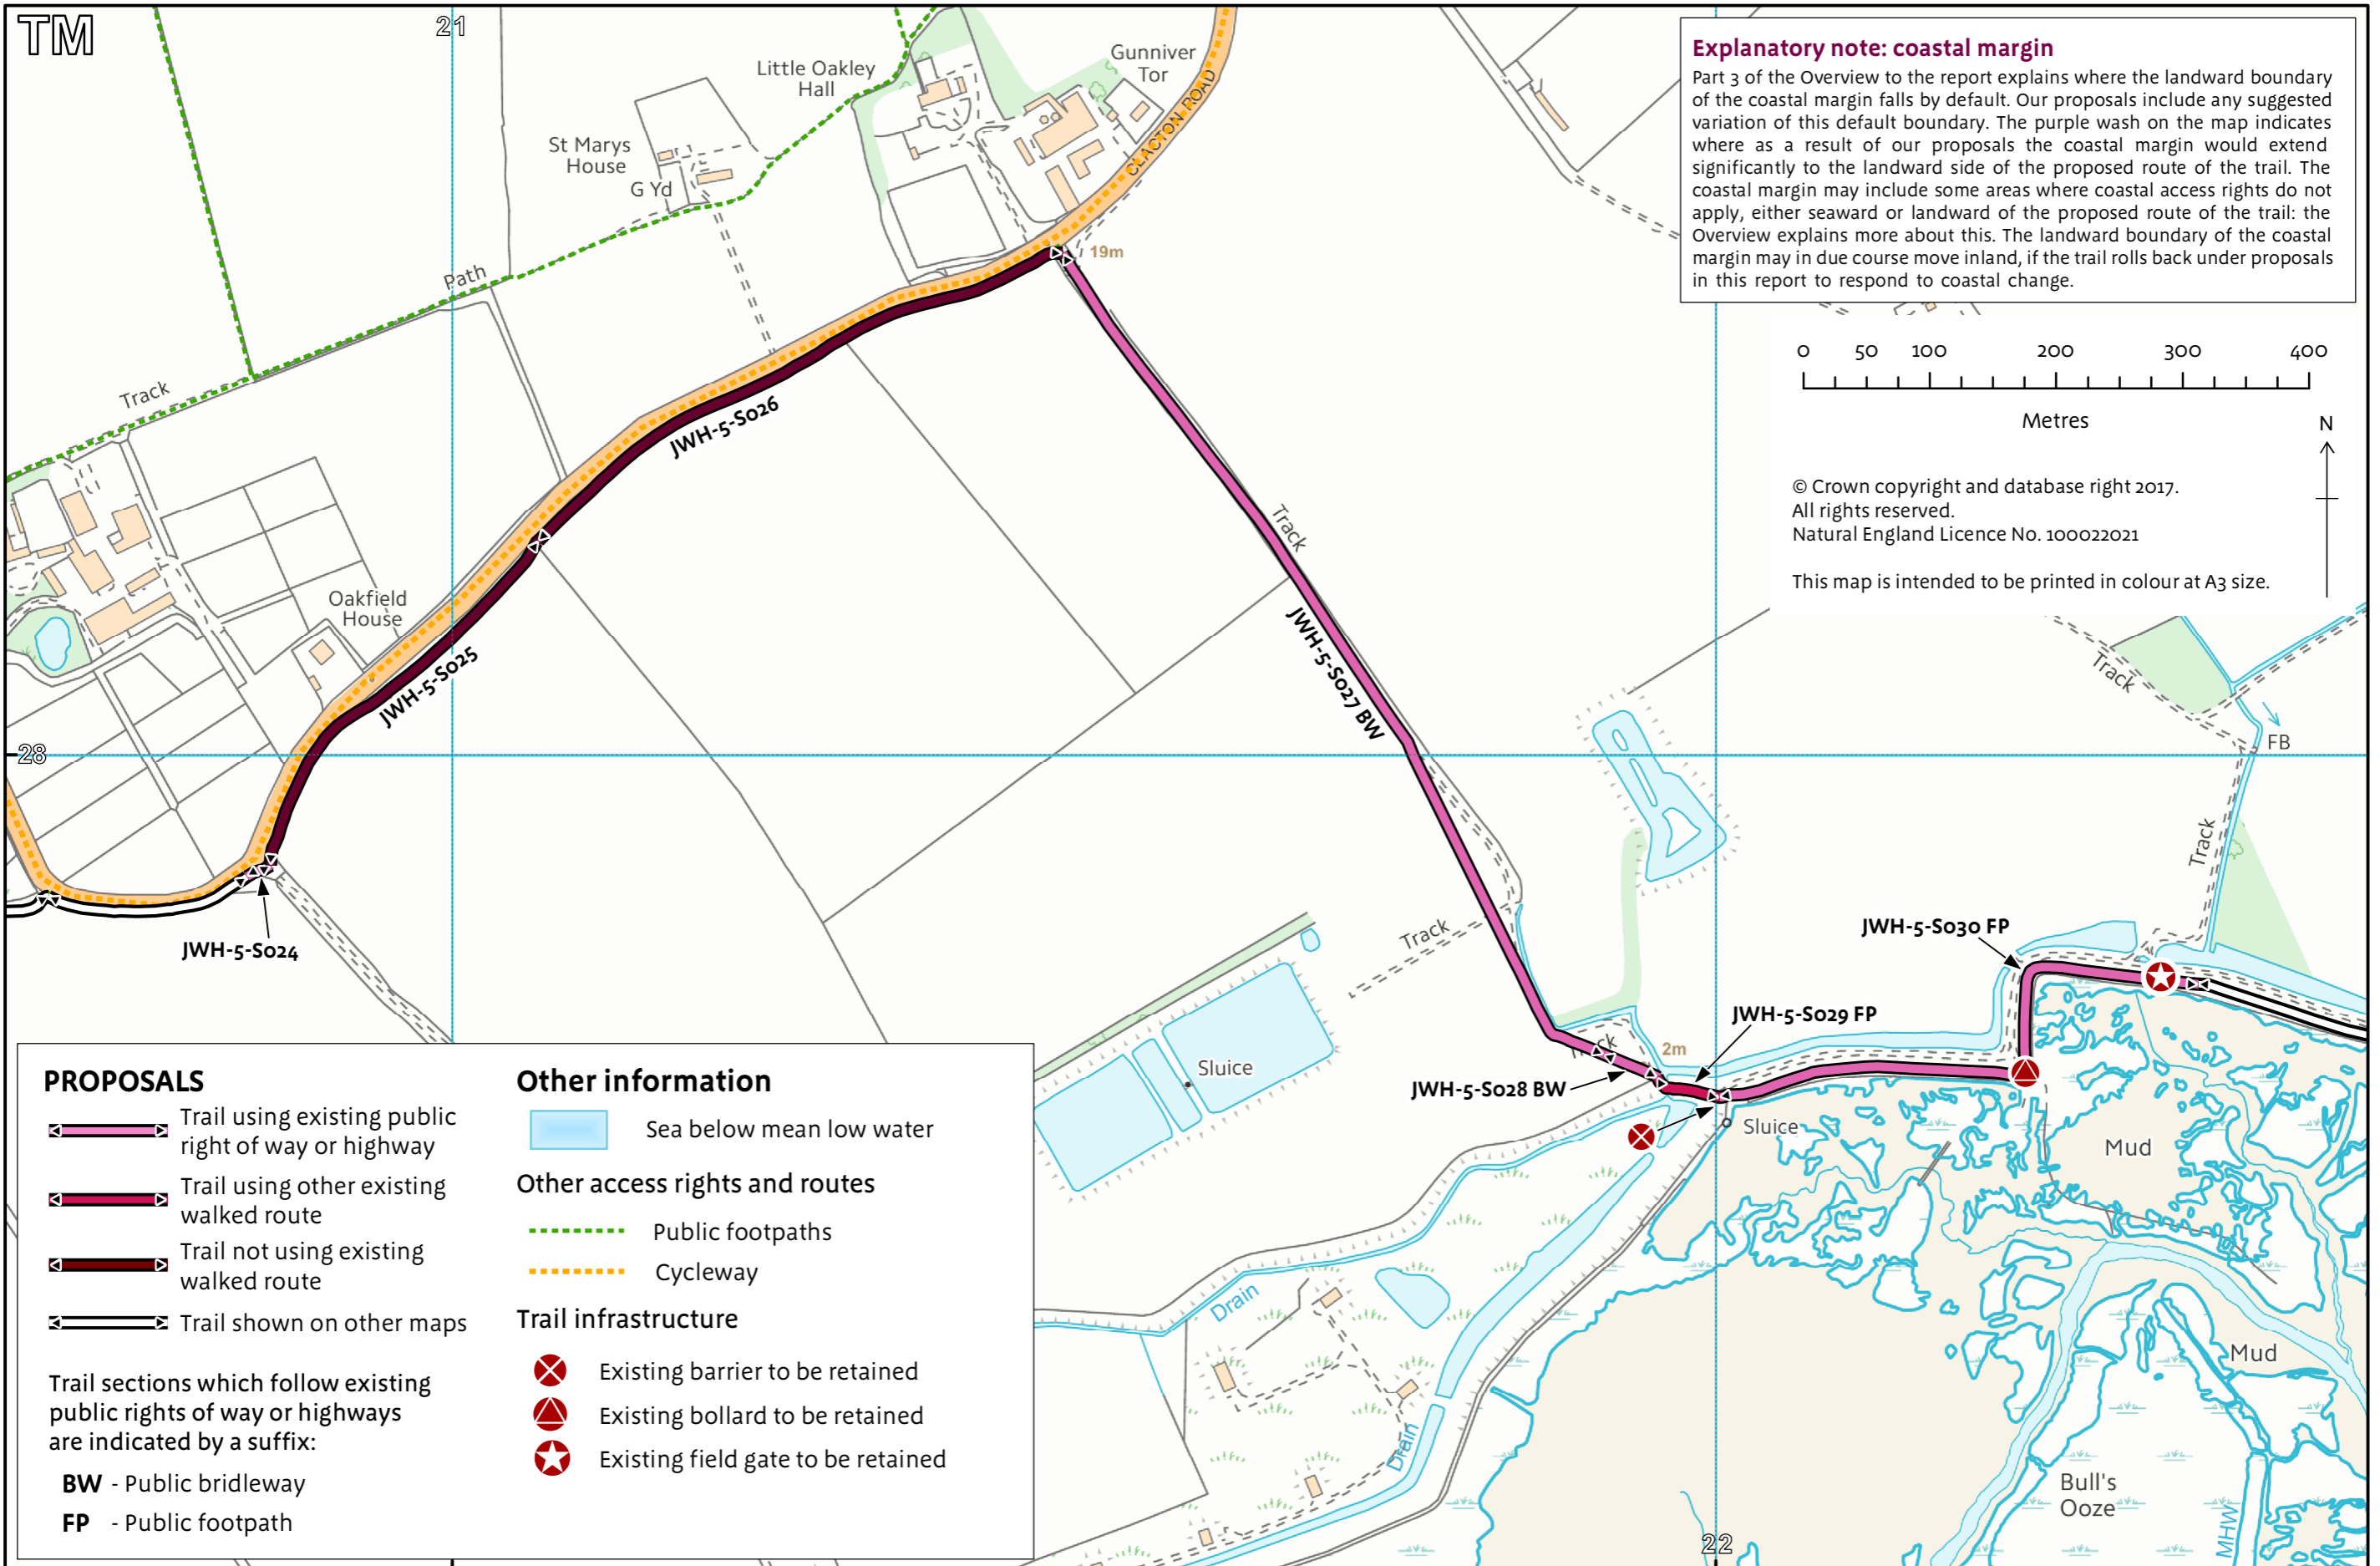 TM
21
Little Oakley
Hall
Gunniver
Tor
CLACTON ROAD
St Marys
House
G Yd
19m
Path
Track
Explanatory note: coastal margin
Part 3 of the Overview to the report explains where the landward boundary
of the coastal margin falls by default. Our proposals include any suggested
variation of this default boundary. The purple wash on the map indicates
where as a result of our proposals the coastal margin would extend
significantly to the landward side of the proposed route of the trail. The
coastal margin may include some areas where coastal access rights do not
apply, either seaward or landward of the proposed route of the trail: the
Overview explains more about this. The landward boundary of the coastal
margin may in due course move inland, if the trail rolls back under proposals
in this report to respond to coastal change.
0 50 100 200 300 400
Metres
N
© Crown copyright and database right 2017.
All rights reserved.
Natural England Licence No. 100022021
This map is intended to be printed in colour at A3 size.
JWH-5-S026
Track
Oakfield
House
JWH-5-S025
JWH-5-S027 BW
Track
FB
28
Track
JWH-5-S024
Track
JWH-5-S030 FP
JWH-5-S029 FP
Track
2m
JWH-5-S028 BW
Sluice
Sluice
Mud
Drain
Drain
Mud
Bull's
Ooze
MHW
22
PROPOSALS
Trail using existing public
right of way or highway
Trail using other existing
walked route
Trail not using existing
walked route
Trail shown on other maps
Trail sections which follow existing
public rights of way or highways
are indicated by a suffix:
BW - Public bridleway
FP - Public footpath
Other information
Sea below mean low water
Other access rights and routes
Public footpaths
Cycleway
Trail infrastructure
Existing barrier to be retained
Existing bollard to be retained
Existing field gate to be retained